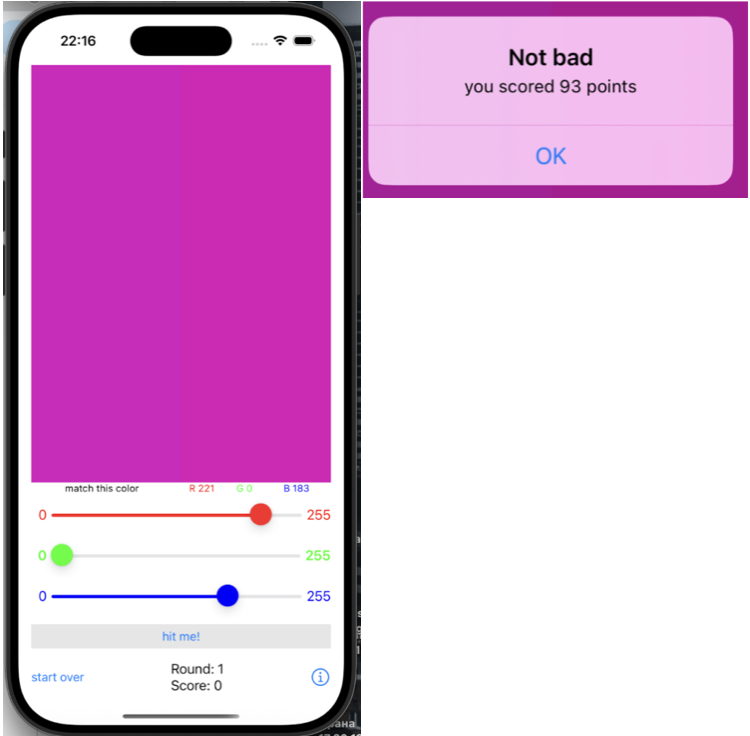 22:16
match this color R 221 G 0 B 183
0 255
0 255
0 255
hit me!
start over
Round: 1
Score: 0
Not bad
you scored 93 points
OK